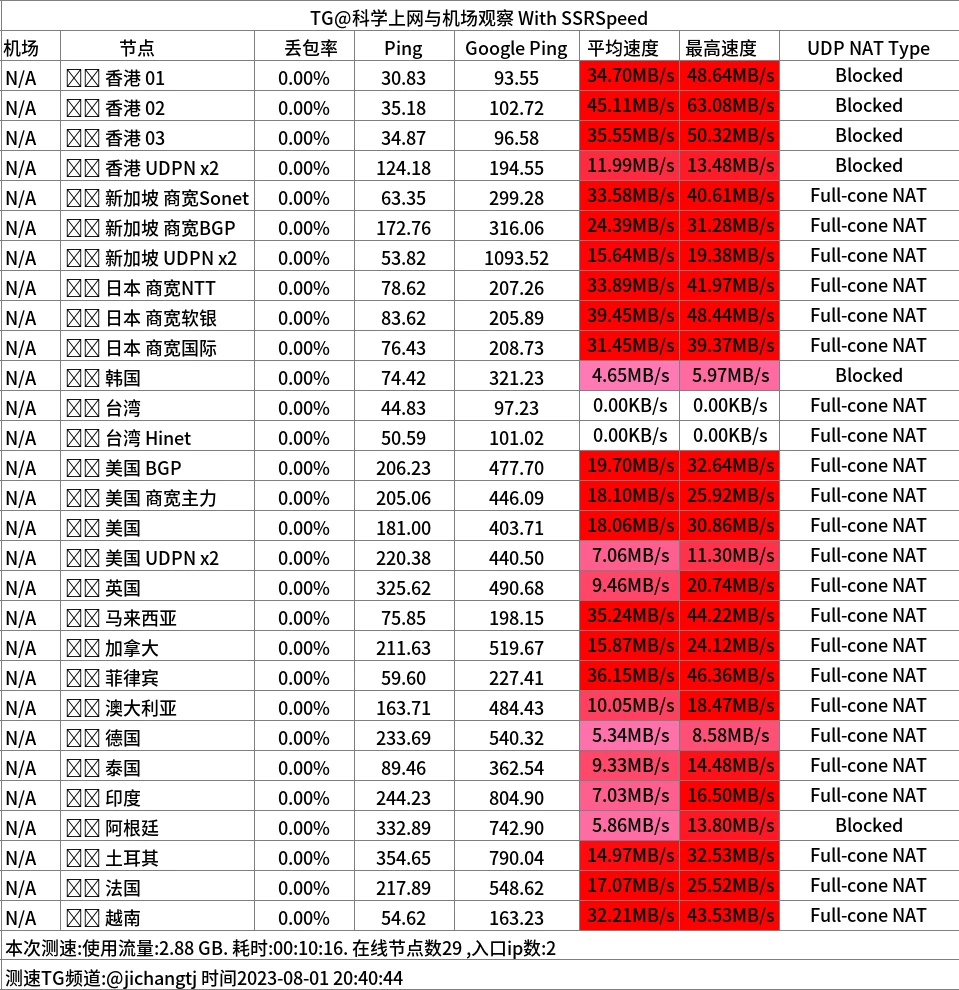 TG@科学上网与机场观察 With SSRSpeed
机场 节点 丢包率 Ping Google Ping 平均速度 最高速度 UDP NAT Type
N/A 香港 01 0.00% 30.83 93.55 34.70MB/s 48.64MB/s Blocked
N/A 香港 02 0.00% 35.18 102.72 45.11MB/s 63.08MB/s Blocked
N/A 香港 03 0.00% 34.87 96.58 35.55MB/s 50.32MB/s Blocked
N/A 香港 UDPN x2 0.00% 124.18 194.55 11.99MB/s 13.48MB/s Blocked
N/A 新加坡 商宽Sonet 0.00% 63.35 299.28 33.58MB/s 40.61MB/s Full-cone NAT
N/A 新加坡 商宽BGP 0.00% 172.76 316.06 24.39MB/s 31.28MB/s Full-cone NAT
N/A 新加坡 UDPN x2 0.00% 53.82 1093.52 15.64MB/s 19.38MB/s Full-cone NAT
N/A 日本 商宽NTT 0.00% 78.62 207.26 33.89MB/s 41.97MB/s Full-cone NAT
N/A 日本 商宽软银 0.00% 83.62 205.89 39.45MB/s 48.44MB/s Full-cone NAT
N/A 日本 商宽国际 0.00% 76.43 208.73 31.45MB/s 39.37MB/s Full-cone NAT
N/A 韩国 0.00% 74.42 321.23 4.65MB/s 5.97MB/s Blocked
N/A 台湾 0.00% 44.83 97.23 0.00KB/s 0.00KB/s Full-cone NAT
N/A 台湾 Hinet 0.00% 50.59 101.02 0.00KB/s 0.00KB/s Full-cone NAT
N/A 美国 BGP 0.00% 206.23 477.70 19.70MB/s 32.64MB/s Full-cone NAT
N/A 美国 商宽主力 0.00% 205.06 446.09 18.10MB/s 25.92MB/s Full-cone NAT
N/A 美国 0.00% 181.00 403.71 18.06MB/s 30.86MB/s Full-cone NAT
N/A 美国 UDPN x2 0.00% 220.38 440.50 7.06MB/s 11.30MB/s Full-cone NAT
N/A 英国 0.00% 325.62 490.68 9.46MB/s 20.74MB/s Full-cone NAT
N/A 马来西亚 0.00% 75.85 198.15 35.24MB/s 44.22MB/s Full-cone NAT
N/A 加拿大 0.00% 211.63 519.67 15.87MB/s 24.12MB/s Full-cone NAT
N/A 菲律宾 0.00% 59.60 227.41 36.15MB/s 46.36MB/s Full-cone NAT
N/A 澳大利亚 0.00% 163.71 484.43 10.05MB/s 18.47MB/s Full-cone NAT
N/A 德国 0.00% 233.69 540.32 5.34MB/s 8.58MB/s Full-cone NAT
N/A 泰国 0.00% 89.46 362.54 9.33MB/s 14.48MB/s Full-cone NAT
N/A 印度 0.00% 244.23 804.90 7.03MB/s 16.50MB/s Full-cone NAT
N/A 阿根廷 0.00% 332.89 742.90 5.86MB/s 13.80MB/s Blocked
N/A 土耳其 0.00% 354.65 790.04 14.97MB/s 32.53MB/s Full-cone NAT
N/A 法国 0.00% 217.89 548.62 17.07MB/s 25.52MB/s Full-cone NAT
N/A 越南 0.00% 54.62 163.23 32.21MB/s 43.53MB/s Full-cone NAT
本次测速:使用流量:2.88 GB. 耗时:00:10:16. 在线节点数29 ,入口ip数:2
测速TG频道:@jichangtj 时间2023-08-01 20:40:44